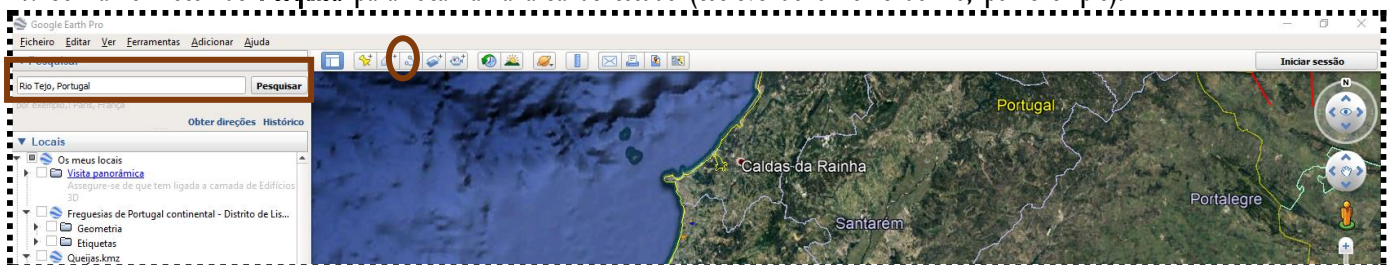 Google Earth Pro
Ficheiro Editar Ver Ferramentas Adicionar Ajuda
Pesquisar
Iniciar sessão
Rio Tejo, Portugal
Pesquisar
por exemplo,: Paris, França
Obter direções Histórico
Locais
Os meus locais
Visita panorâmica
Assegure-se de que tem ligada a camada de Edifícios
3D
Freguesias de Portugal continental - Distrito de Lis...
Geometria
Etiquetas
Queijas.kmz
N
Portugal
Caldas da Rainha
Portalegre
Santarém